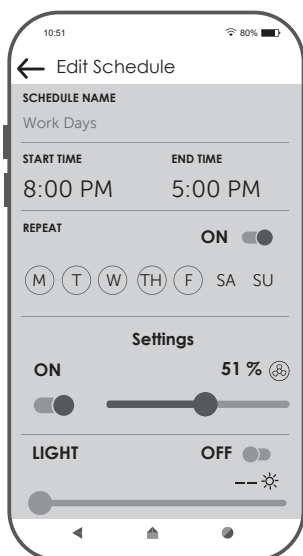 10:51 80%
Edit Schedule
SCHEDULE NAME
Work Days
START TIME END TIME
8:00 PM 5:00 PM
REPEAT ON
M T W TH F SA SU
Settings
ON 51 %
LIGHT OFF
--